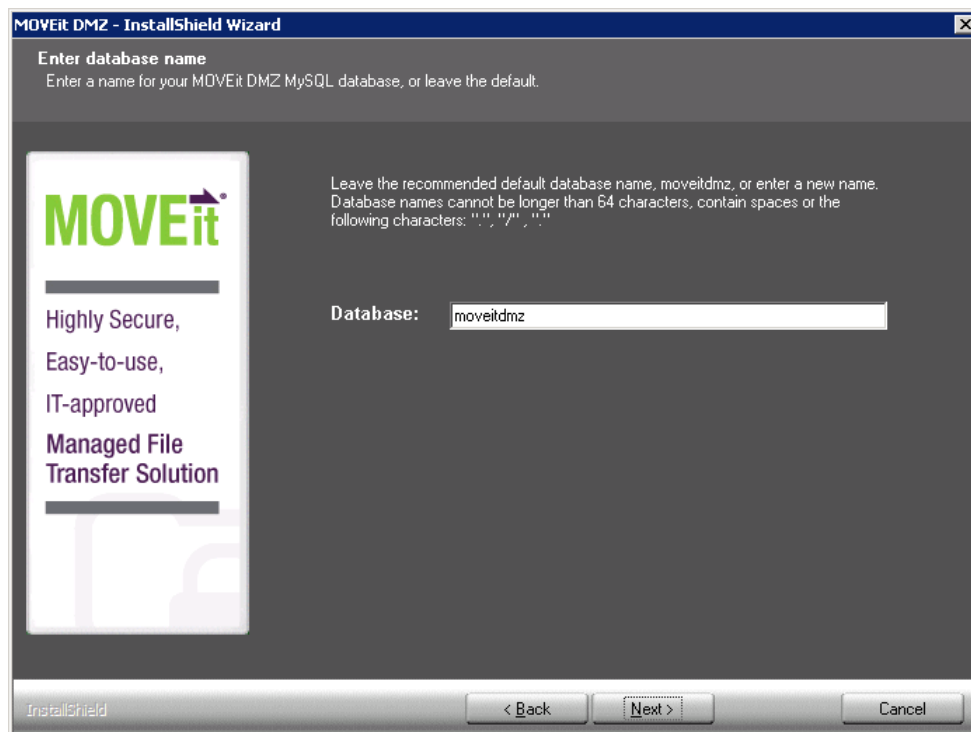 MOVEit DMZ - InstallShield Wizard
Enter database name
Enter a name for your MOVEit DMZ MySQL database, or leave the default.
MOVEit
Highly Secure,
Easy-to-use,
IT-approved
Managed File
Transfer Solution
Leave the recommended default database name, moveitdmz, or enter a new name.
Database names cannot be longer than 64 characters, contain spaces or the
following characters: "/"
Database:
moveitdmz
InstallShield
< Back
Next >
Cancel